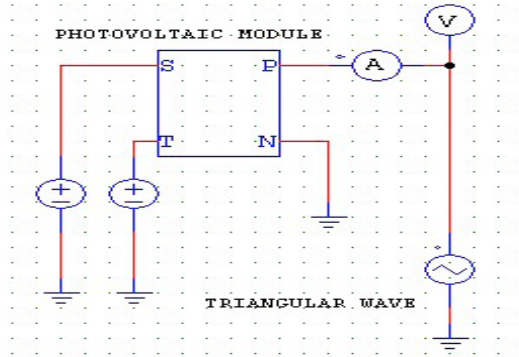 V
PHOTOVOLTAIC MODULE
S P A
T N
TRIANGULAR WAVE